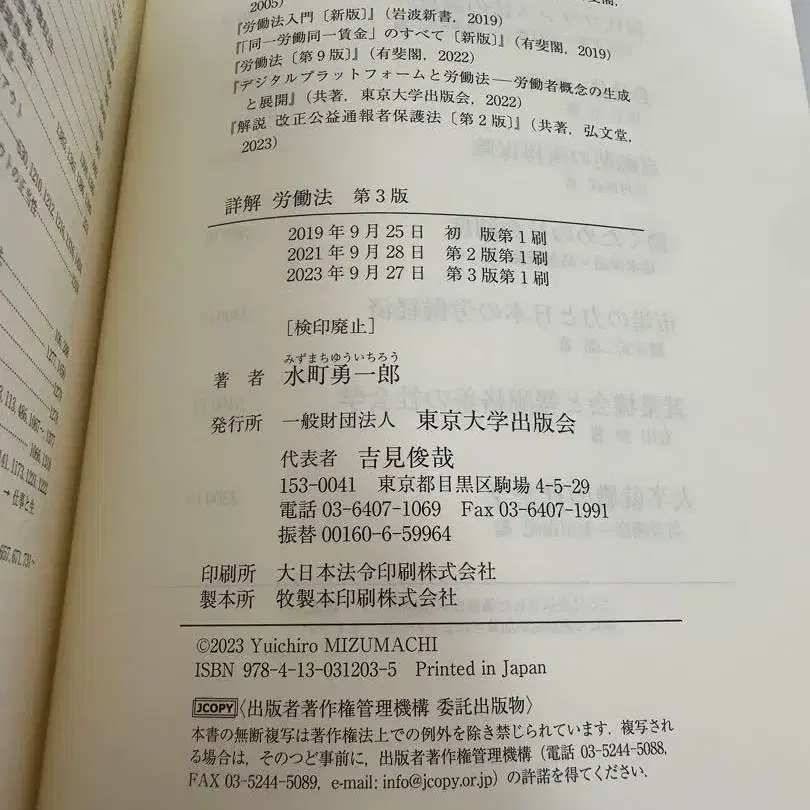 2005)
『労働法入門〔新版〕』(岩波新書, 2019)
『「同一労働同一賃金」のすべて〔新版〕』(有斐閣, 2019)
『労働法〔第9版〕』(有斐閣, 2022)
『デジタルプラットフォームと労働法――労働者概念の生成
と展開』(共著, 東京大学出版会, 2022)
『解説 改正公益通報者保護法〔第2版〕』(共著, 弘文堂,
2023)
詳解 労働法 第3版
2019年9月25日 初 版第1刷
2021年9月28日 第2版第1刷
2023年9月27日 第3版第1刷
[検印廃止]
みずまちゆういちろう
著 者 水町勇一郎
発行所 一般財団法人 東京大学出版会
代表者 吉見俊哉
153-0041 東京都目黒区駒場4-5-29
電話 03-6407-1069 Fax 03-6407-1991
振替 00160-6-59964
印刷所 大日本法令印刷株式会社
製本所 牧製本印刷株式会社
©2023 Yuichiro MIZUMACHI
ISBN 978-4-13-031203-5 Printed in Japan
JCOPY〈出版者著作権管理機構 委託出版物〉
本書の無断複写は著作権法上での例外を除き禁じられています. 複写され
る場合は, そのつど事前に, 出版者著作権管理機構 (電話 03-5244-5088,
FAX 03-5244-5089, e-mail: info@jcopy.or.jp) の許諾を得てください.